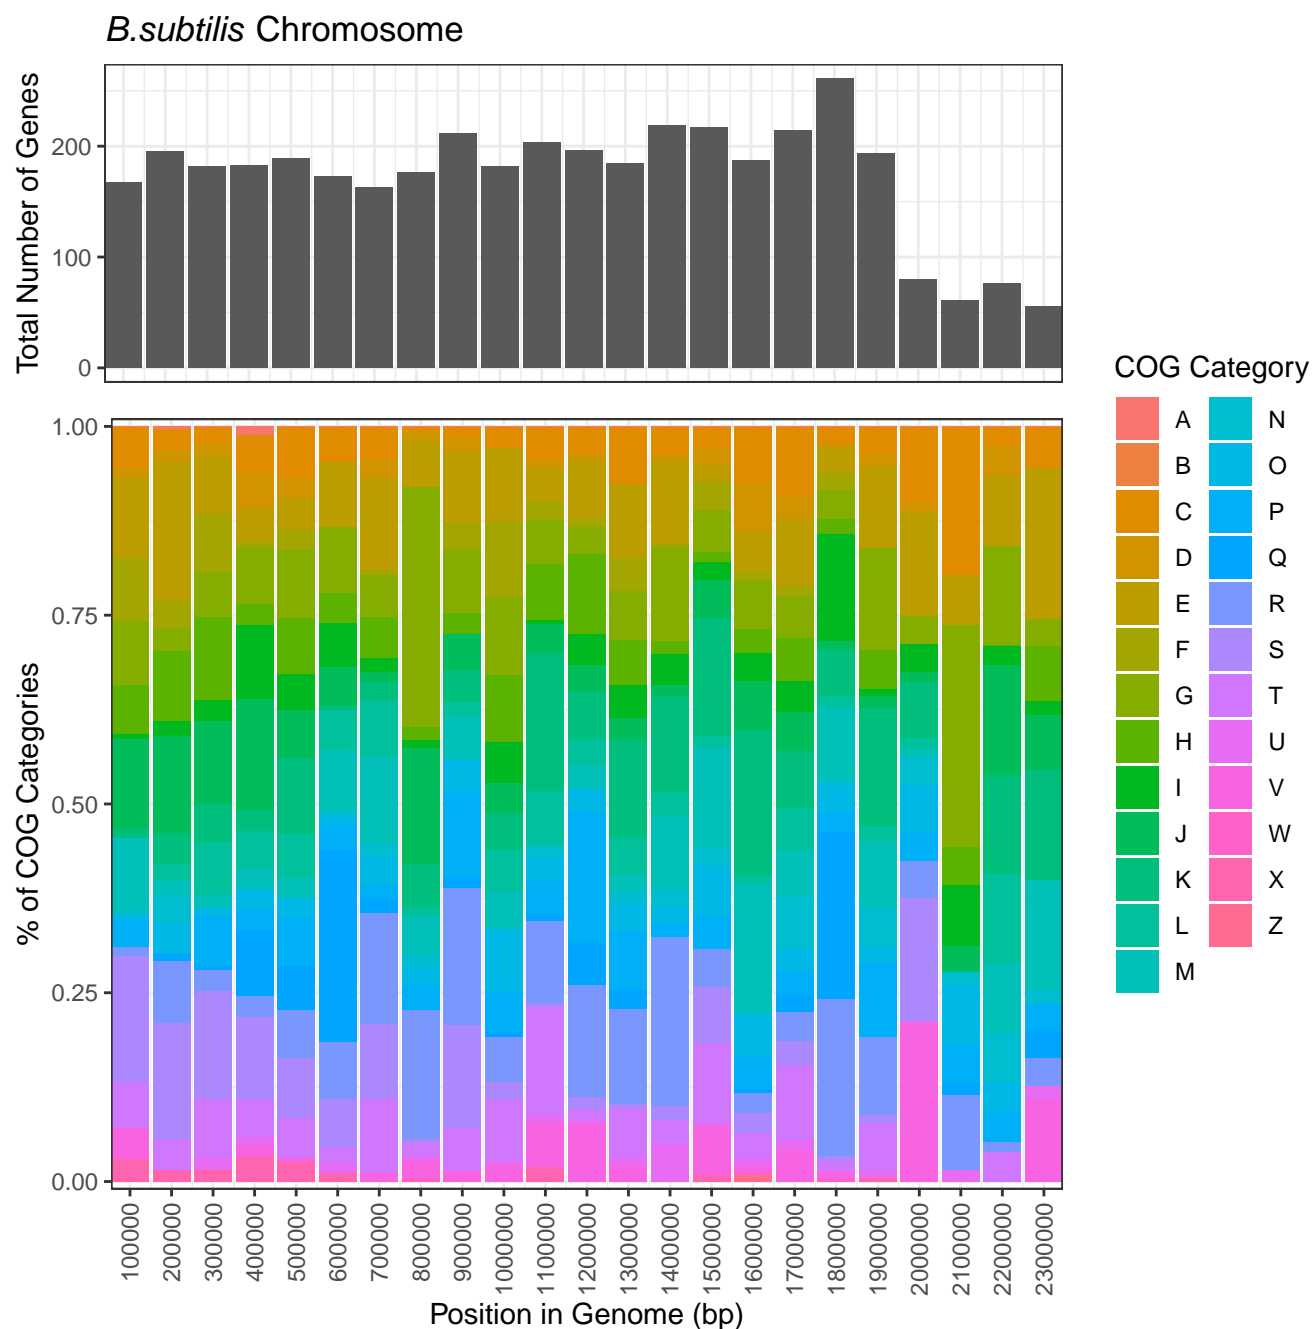 B.subtilis Chromosome
Total Number of Genes
200
100
0
% of COG Categories
1.00
0.75
0.50
0.25
0.00
100000
200000
300000
400000
500000
600000
700000
800000
900000
1000000
1100000
1200000
1300000
1400000
1500000
1600000
1700000
1800000
1900000
2000000
2100000
2200000
2300000
Position in Genome (bp)
COG Category
A
B
C
D
E
F
G
H
I
J
K
L
M
N
O
P
Q
R
S
T
U
V
W
X
Z